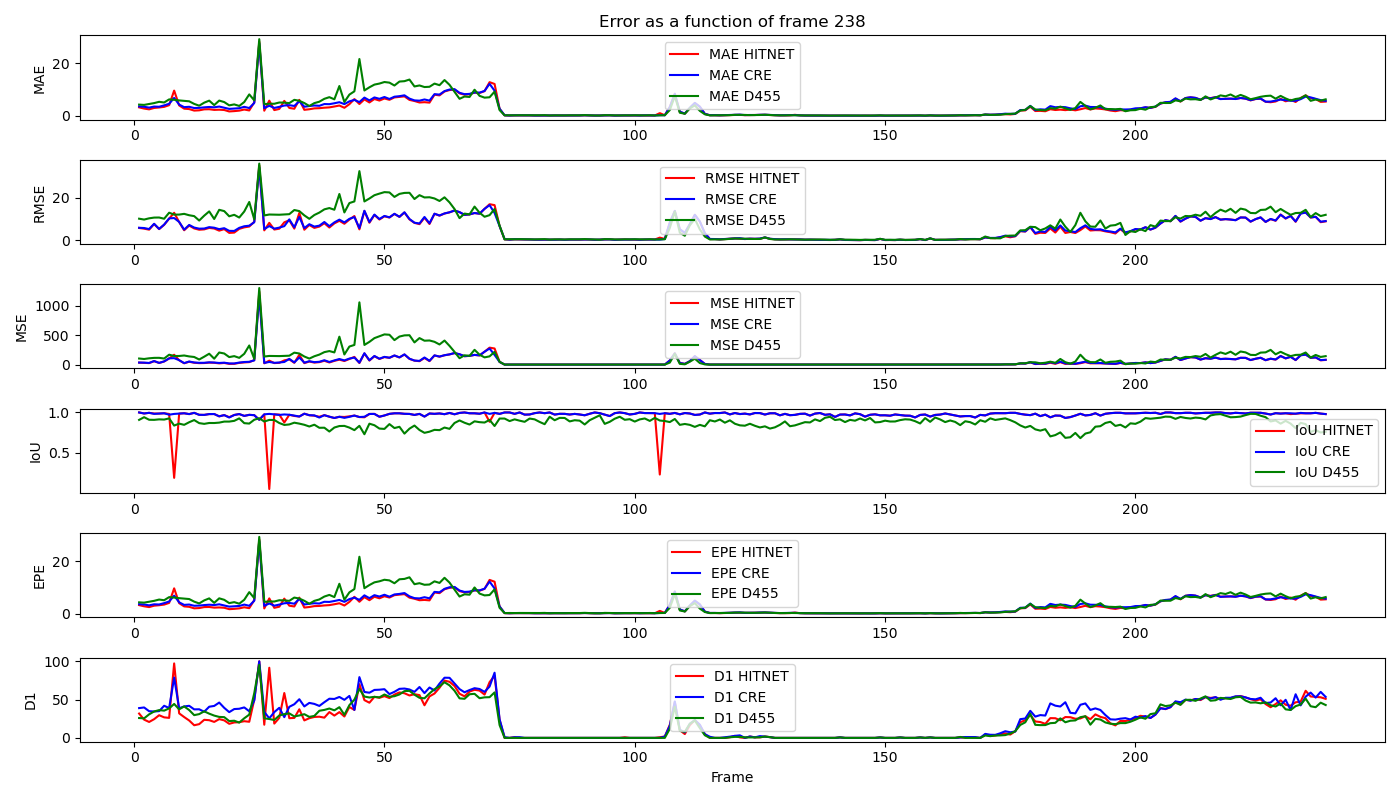 Error as a function of frame 238
MAE
20
0
MAE HITNET
MAE CRE
MAE D455
0 50 100 150 200
RMSE
20
0
RMSE HITNET
RMSE CRE
RMSE D455
0 50 100 150 200
MSE
1000
500
0
MSE HITNET
MSE CRE
MSE D455
0 50 100 150 200
IoU
1.0
0.5
IoU HITNET
IoU CRE
IoU D455
0 50 100 150 200
EPE
20
0
EPE HITNET
EPE CRE
EPE D455
0 50 100 150 200
D1
100
50
0
D1 HITNET
D1 CRE
D1 D455
0 50 100 150 200
Frame